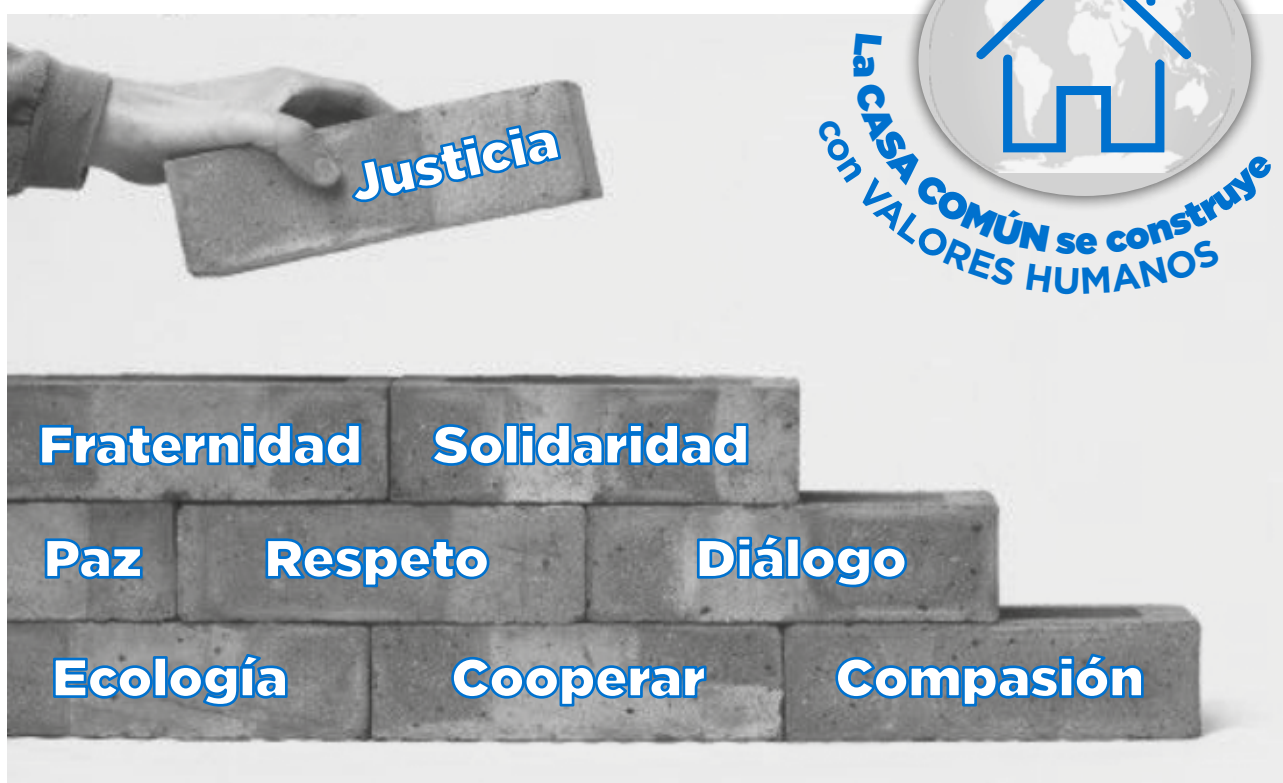 Justicia
La CASA COMÚN se construye
con VALORES HUMANOS
Fraternidad Solidaridad
Paz Respeto Diálogo
Ecología Cooperar Compasión